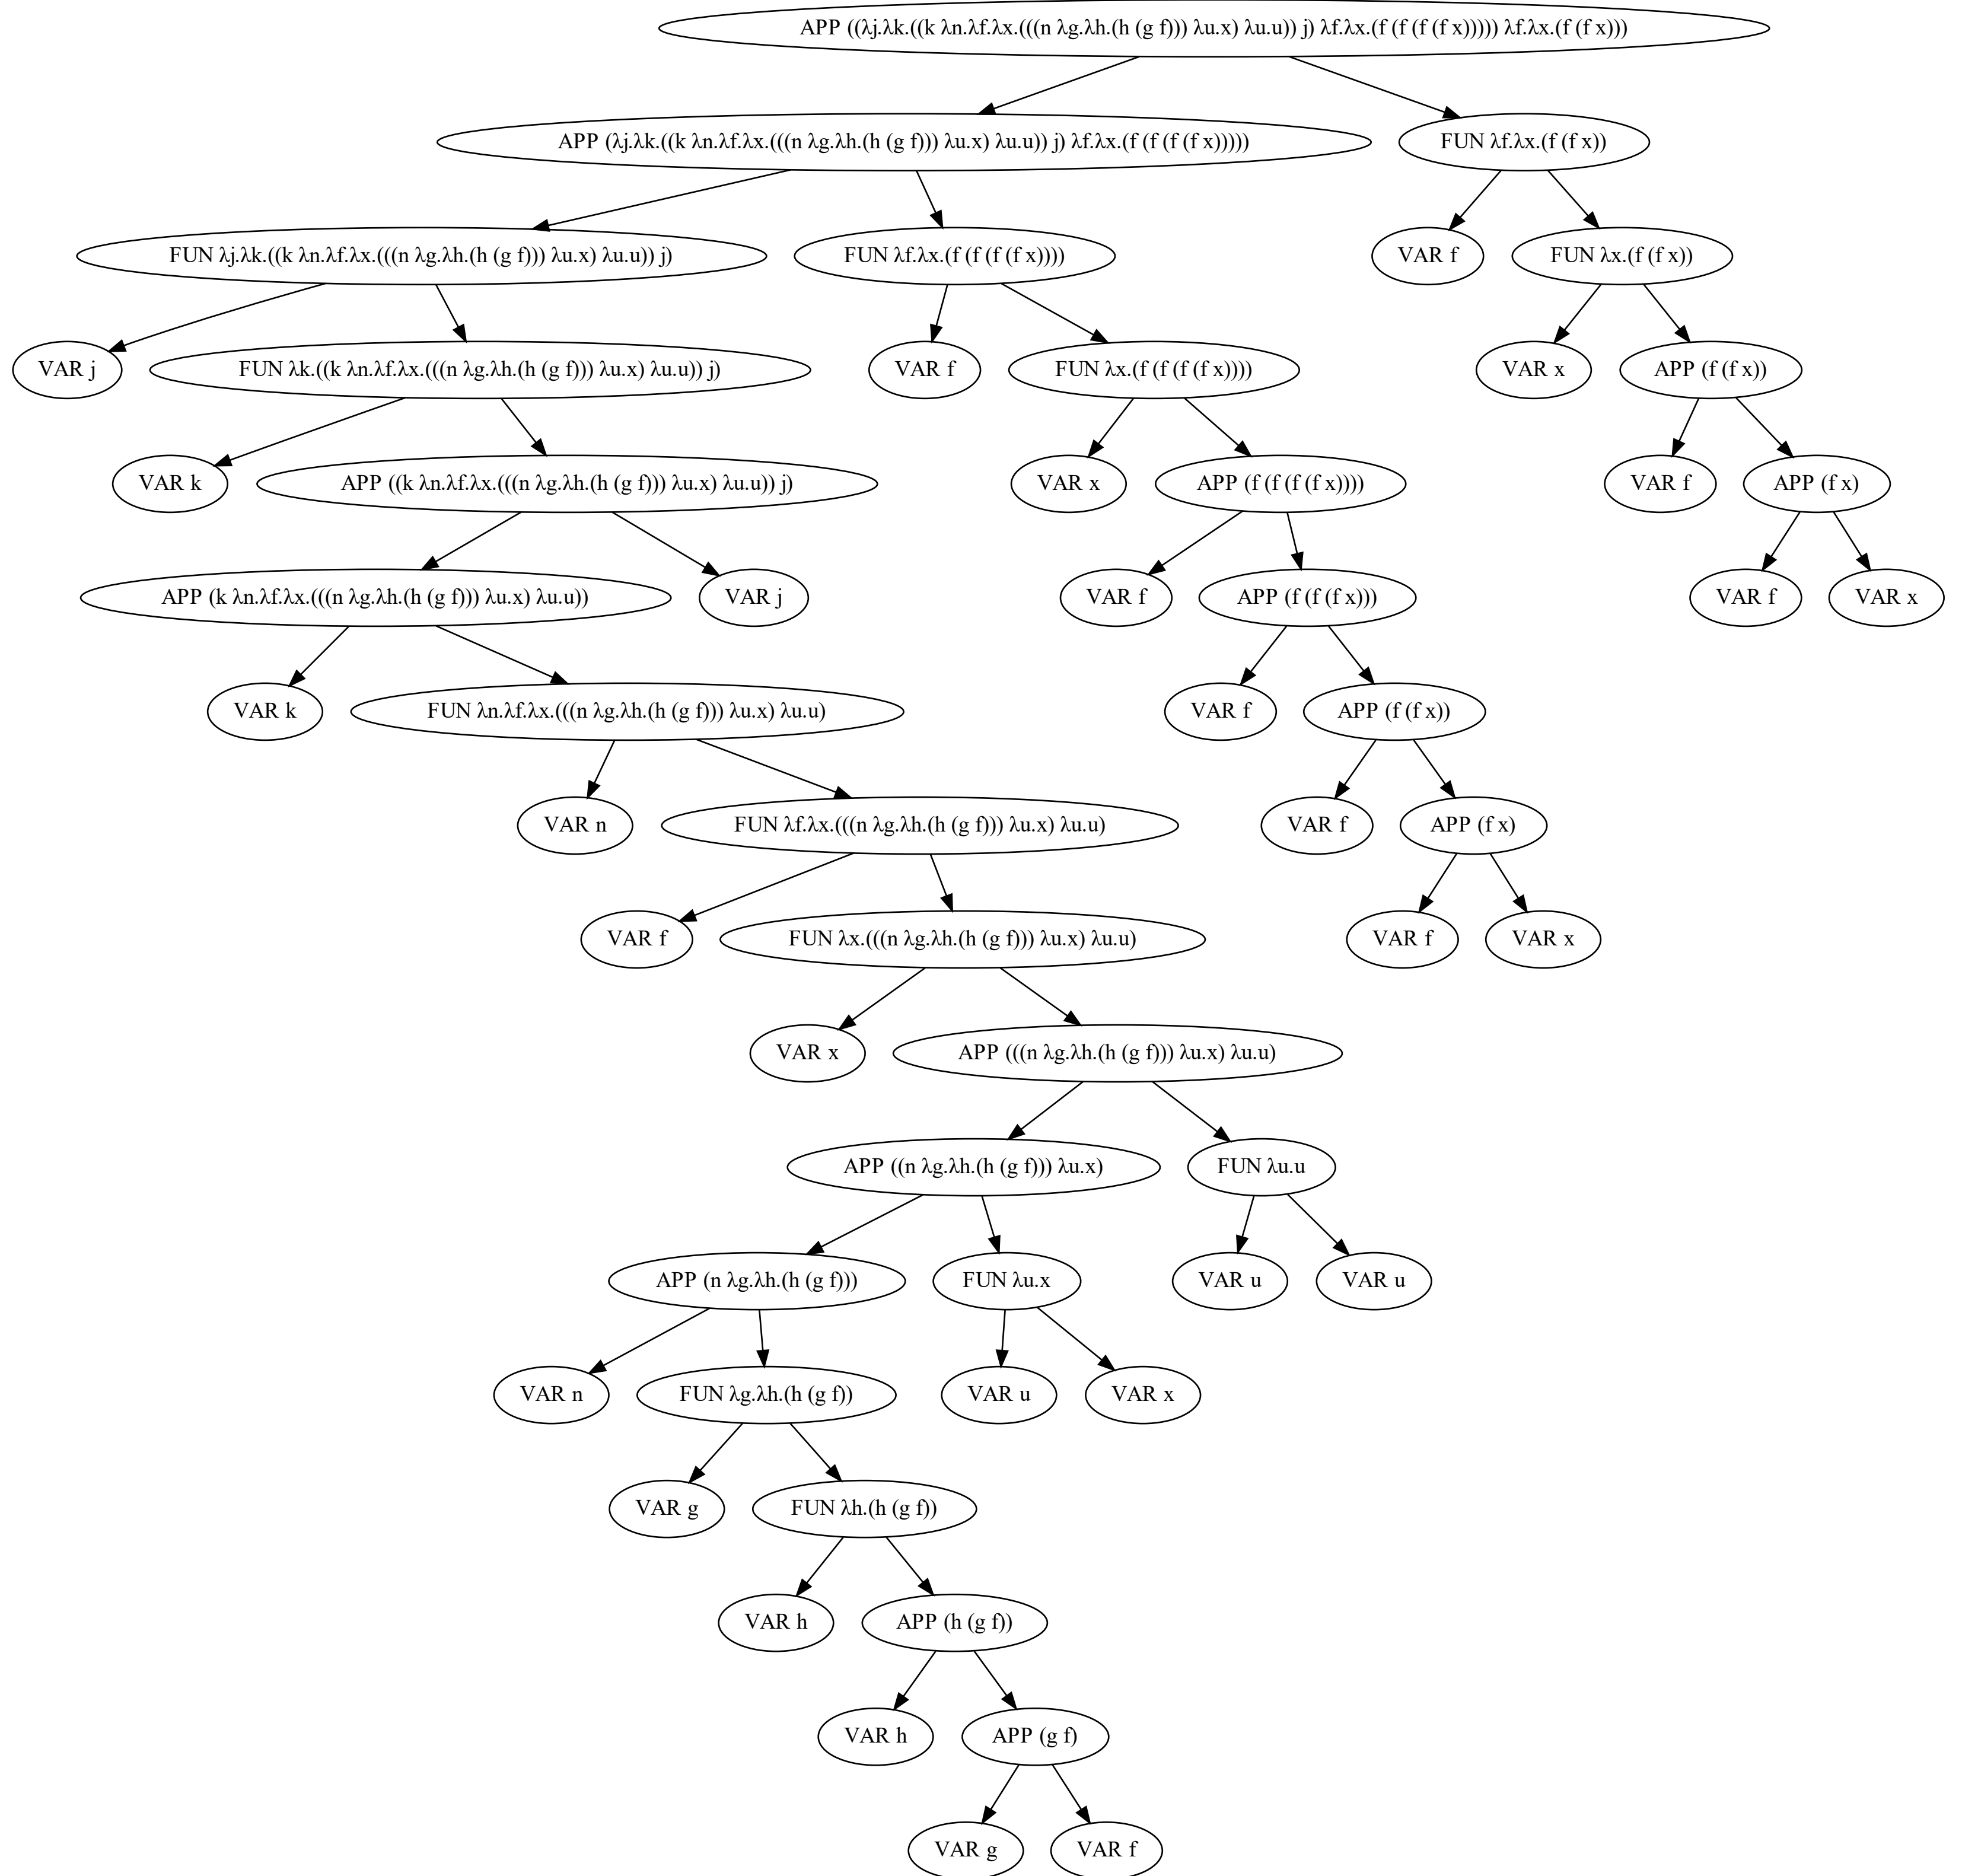 APP ((λj.λk.((k λn.λf.λx.(((n λg.λh.(h (g f))) λu.x) λu.u)) j) λf.λx.(f (f (f (f x))))) λf.λx.(f (f x)))
APP (λj.λk.((k λn.λf.λx.(((n λg.λh.(h (g f))) λu.x) λu.u)) j) λf.λx.(f (f (f (f x)))))
FUN λf.λx.(f (f x))
FUN λj.λk.((k λn.λf.λx.(((n λg.λh.(h (g f))) λu.x) λu.u)) j)
FUN λf.λx.(f (f (f (f x))))
VAR f
FUN λx.(f (f x))
VAR j
FUN λk.((k λn.λf.λx.(((n λg.λh.(h (g f))) λu.x) λu.u)) j)
VAR f
FUN λx.(f (f (f (f x))))
VAR x
APP (f (f x))
VAR k
APP ((k λn.λf.λx.(((n λg.λh.(h (g f))) λu.x) λu.u)) j)
VAR x
APP (f (f (f (f x))))
VAR f
APP (f x)
APP (k λn.λf.λx.(((n λg.λh.(h (g f))) λu.x) λu.u))
VAR j
VAR f
APP (f (f (f x)))
VAR f
VAR x
VAR k
FUN λn.λf.λx.(((n λg.λh.(h (g f))) λu.x) λu.u)
VAR f
APP (f (f x))
VAR n
FUN λf.λx.(((n λg.λh.(h (g f))) λu.x) λu.u)
VAR f
APP (f x)
VAR f
FUN λx.(((n λg.λh.(h (g f))) λu.x) λu.u)
VAR f
VAR x
VAR x
APP (((n λg.λh.(h (g f))) λu.x) λu.u)
APP ((n λg.λh.(h (g f))) λu.x)
FUN λu.u
APP (n λg.λh.(h (g f)))
FUN λu.x
VAR u
VAR u
VAR n
FUN λg.λh.(h (g f))
VAR u
VAR x
VAR g
FUN λh.(h (g f))
VAR h
APP (h (g f))
VAR h
APP (g f)
VAR g
VAR f